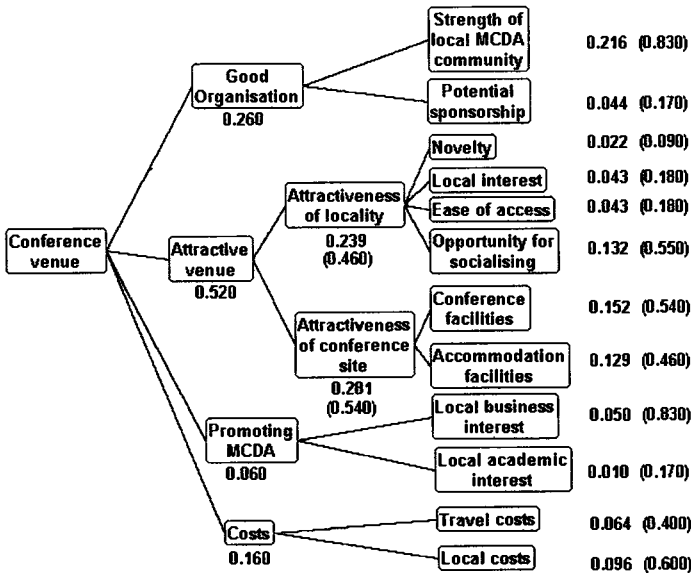 Strength of
local MCDA
community
0.216 (0.830)
Good
Organisation
0.260
Potential
sponsorship
0.044 (0.170)
Novelty
0.022 (0.090)
Local interest
0.043 (0.180)
Attractiveness
of locality
0.239
(0.460)
Ease of access
0.043 (0.180)
Conference
venue
Attractive
venue
0.520
Opportunity for
socialising
0.132 (0.550)
Conference
facilities
0.152 (0.540)
Attractiveness
of conference
site
0.281
(0.540)
Accommodation
facilities
0.129 (0.460)
Local business
interest
0.050 (0.830)
Promoting
MCDA
0.060
Local academic
interest
0.010 (0.170)
Travel costs
0.064 (0.400)
Costs
0.160
Local costs
0.096 (0.600)